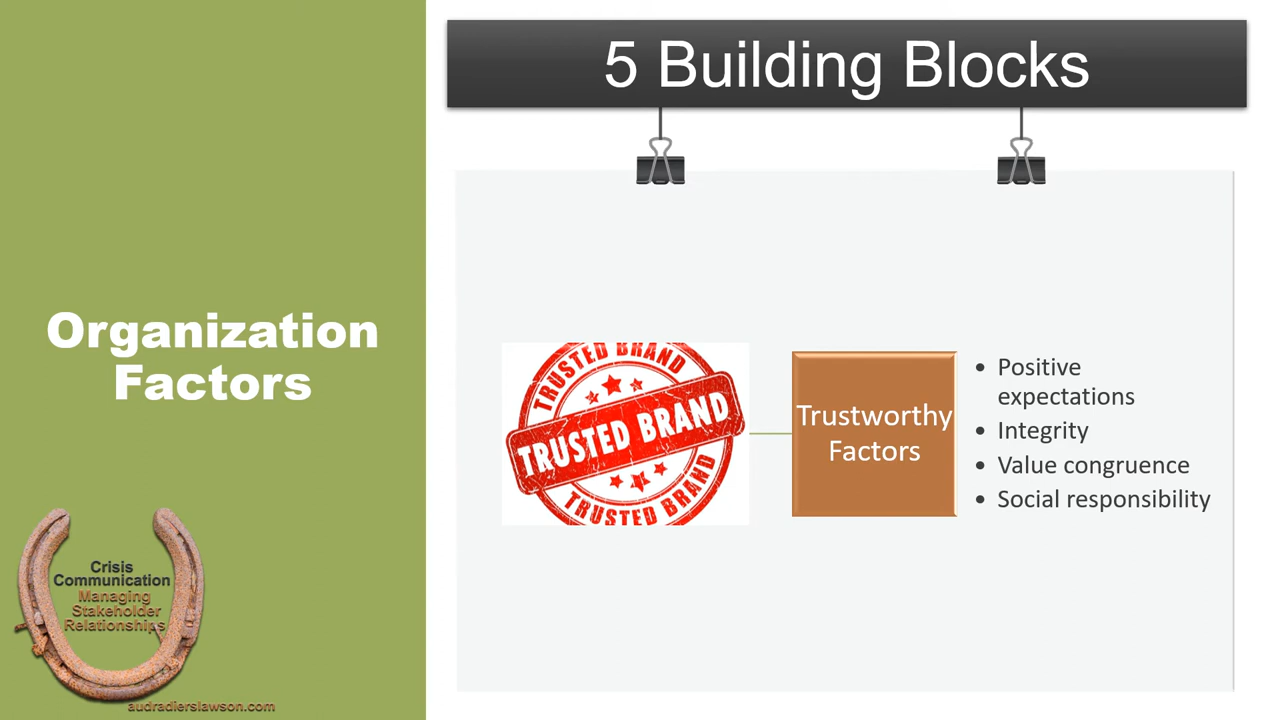 5 Building Blocks
Organization
Factors
TRUSTED BRAND
TRUSTED BRAND
TRUSTED BRAND
Trustworthy
Factors
• Positive
expectations
• Integrity
• Value congruence
• Social responsibility
Crisis
Communication
Managing
Stakeholder
Relationships
audradierslawson.com